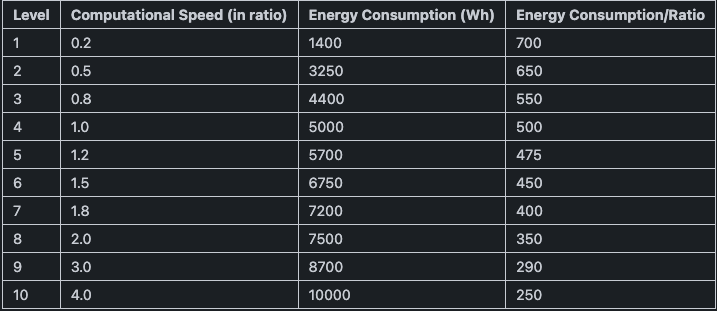 Level Computational Speed (in ratio) Energy Consumption (Wh) Energy Consumption/Ratio
1 0.2 1400 700
2 0.5 3250 650
3 0.8 4400 550
4 1.0 5000 500
5 1.2 5700 475
6 1.5 6750 450
7 1.8 7200 400
8 2.0 7500 350
9 3.0 8700 290
10 4.0 10000 250